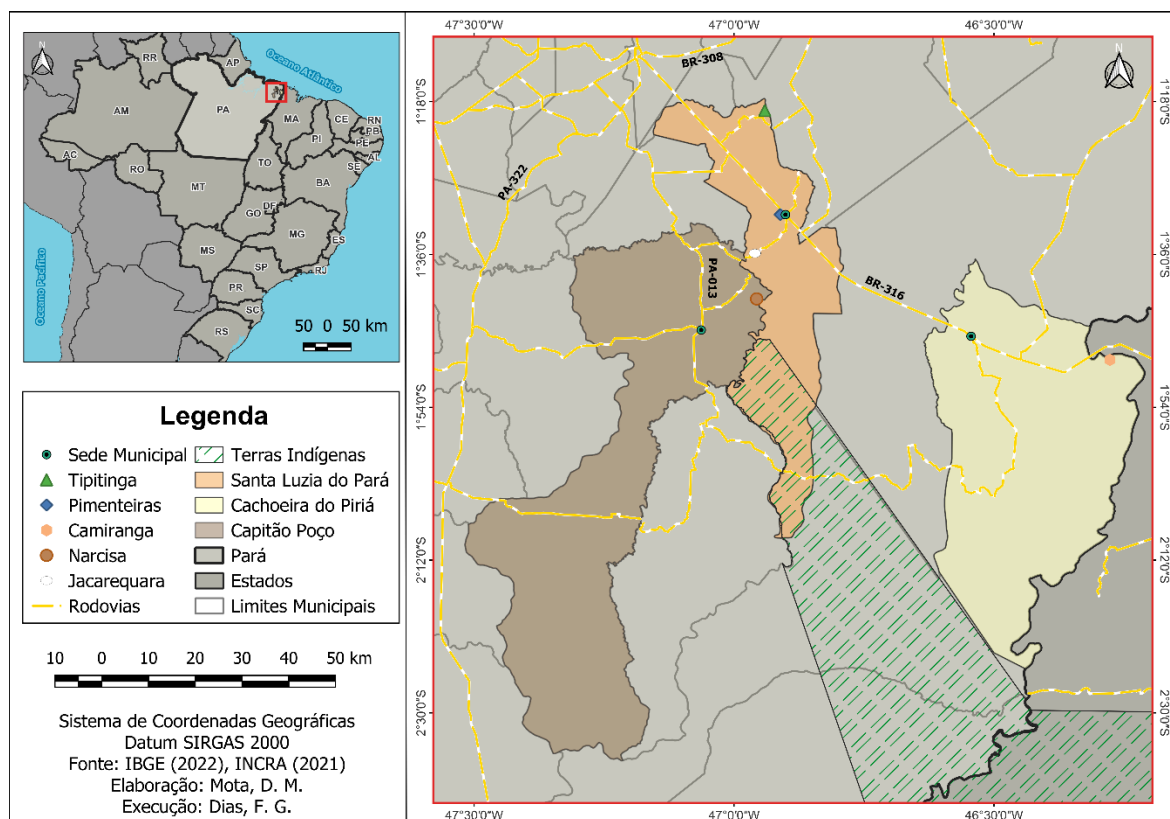 N
Oceano Atlântico
Oceano Pacífico
RR
AP
AM
PA
MA
CE
RN
PB
PE
AL
SE
PI
AC
RO
TO
MT
BA
DF
GO
MG
ES
MS
SP
RJ
PR
SC
RS
50 0 50 km
Legenda
Sede Municipal
Tipitinga
Pimenteiras
Camiranga
Narcisa
Jacarequara
Rodovias
Terras Indígenas
Santa Luzia do Pará
Cachoeira do Piriá
Capitão Poço
Pará
Estados
Limites Municipais
10 0 10 20 30 40 50 km
Sistema de Coordenadas Geográficas
Datum SIRGAS 2000
Fonte: IBGE (2022), INCRA (2021)
Elaboração: Mota, D. M.
Execução: Dias, F. G.
47°30'0"W 47°0'0"W 46°30'0"W
N
BR-308
PA-322
PA-013
BR-316
1°18'0"S
1°36'0"S
1°54'0"S
2°12'0"S
2°30'0"S
1°18'0"S
1°36'0"S
1°54'0"S
2°12'0"S
2°30'0"S
47°30'0"W 47°0'0"W 46°30'0"W